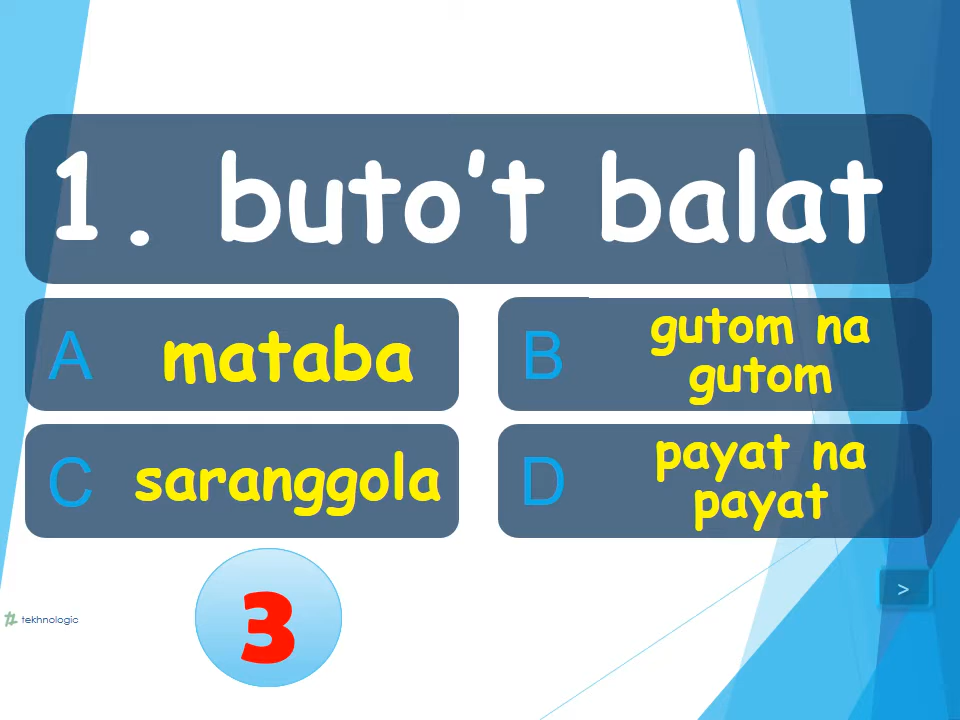 1. buto’t balat
A mataba
B gutom na
gutom
C saranggola
D payat na
payat
3
>
tekhnologic